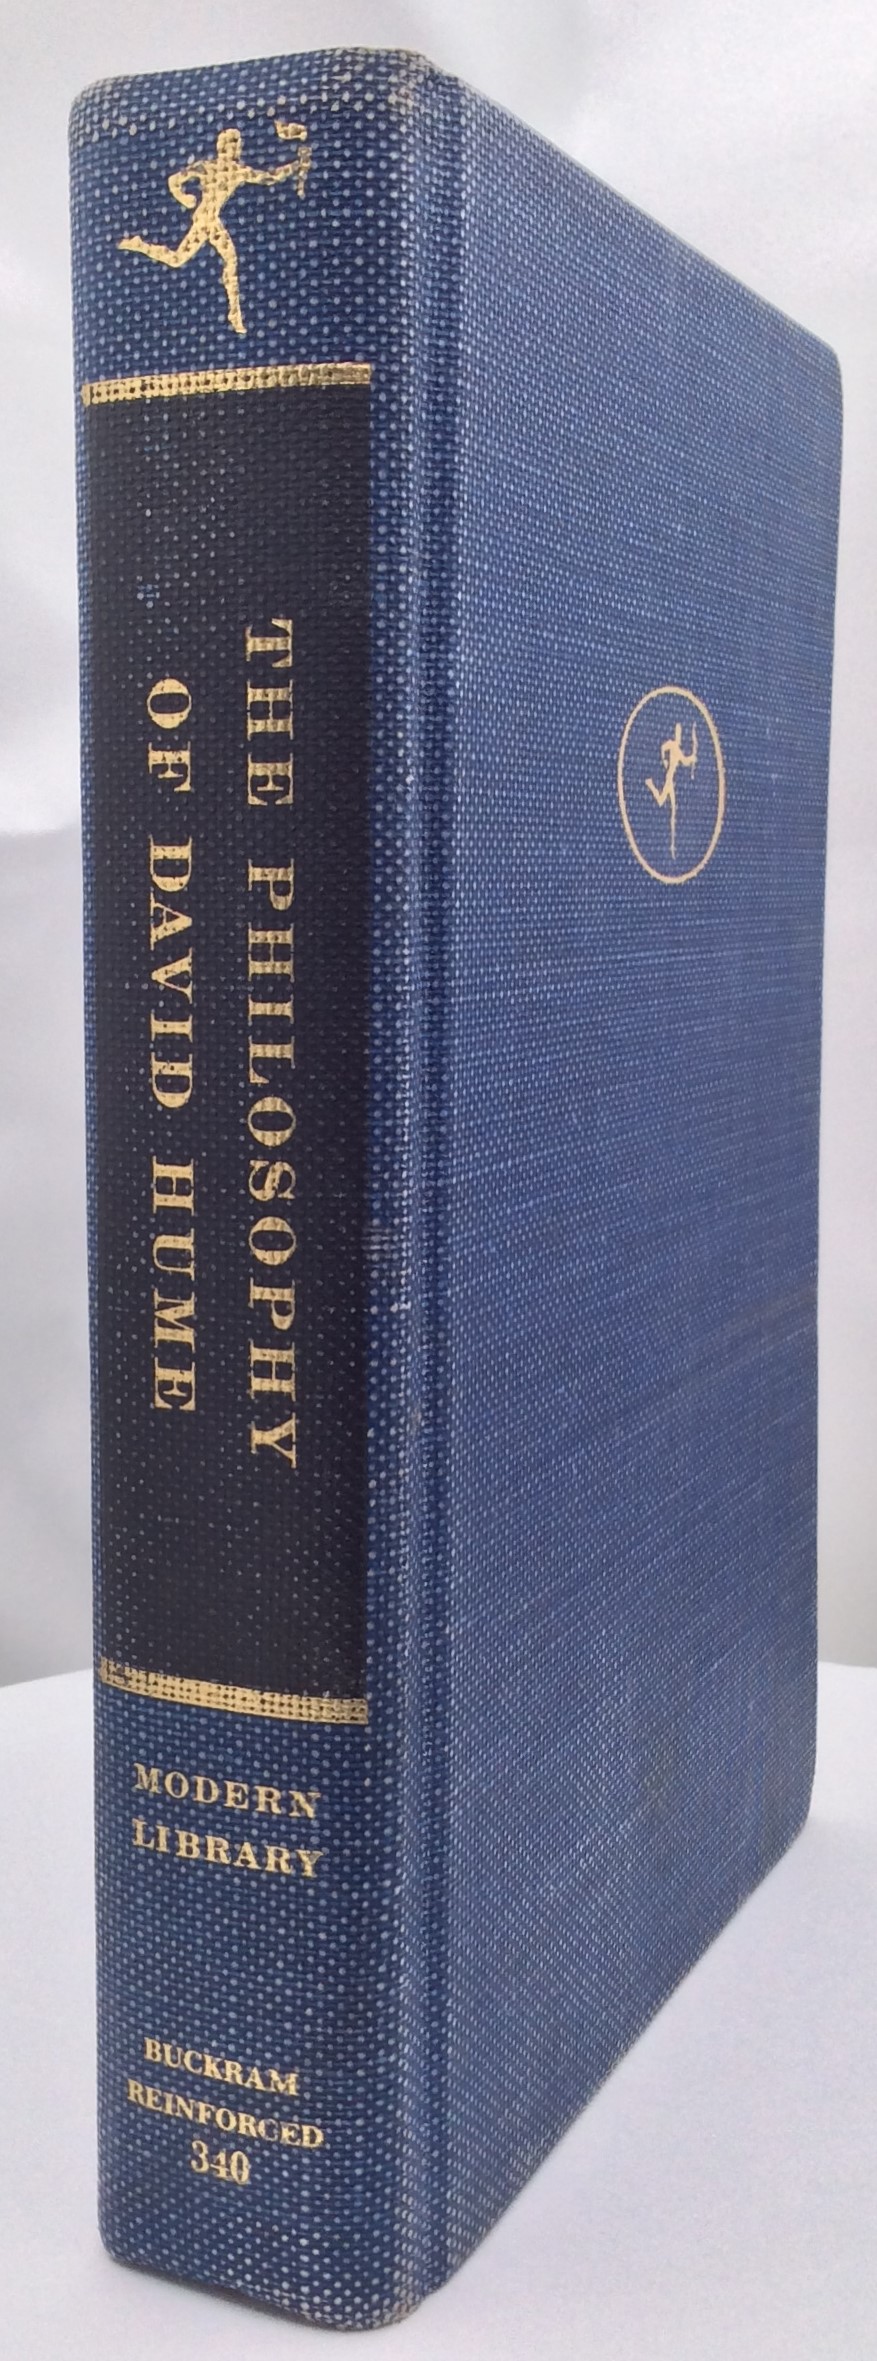 THE PHILOSOPHY
OF DAVID HUME
MODERN
LIBRARY
BUCKRAM
REINFORCED
340